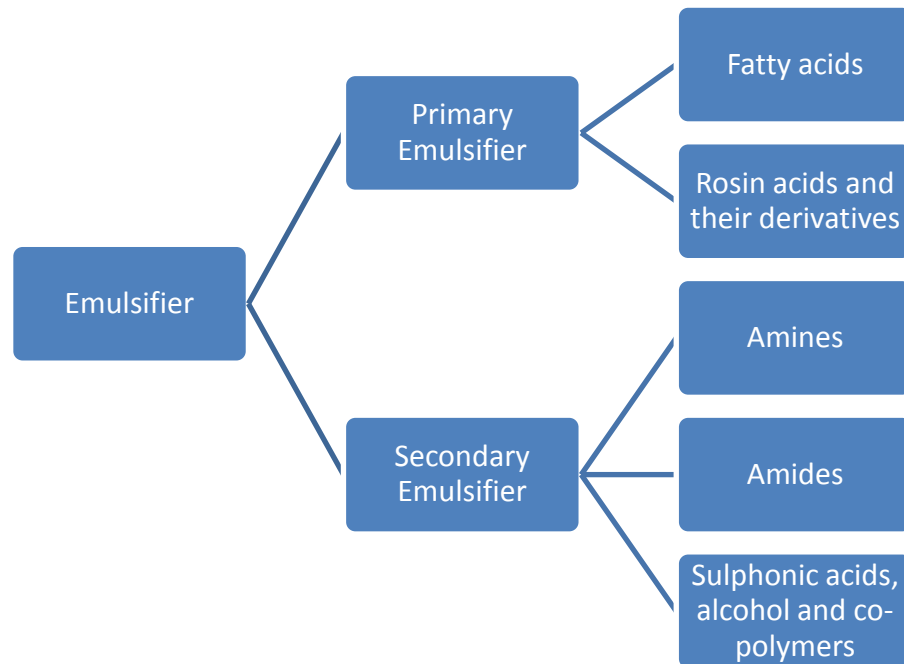 Emulsifier
Primary
Emulsifier
Fatty acids
Rosin acids and
their derivatives
Secondary
Emulsifier
Amines
Amides
Sulphonic acids,
alcohol and co-
polymers